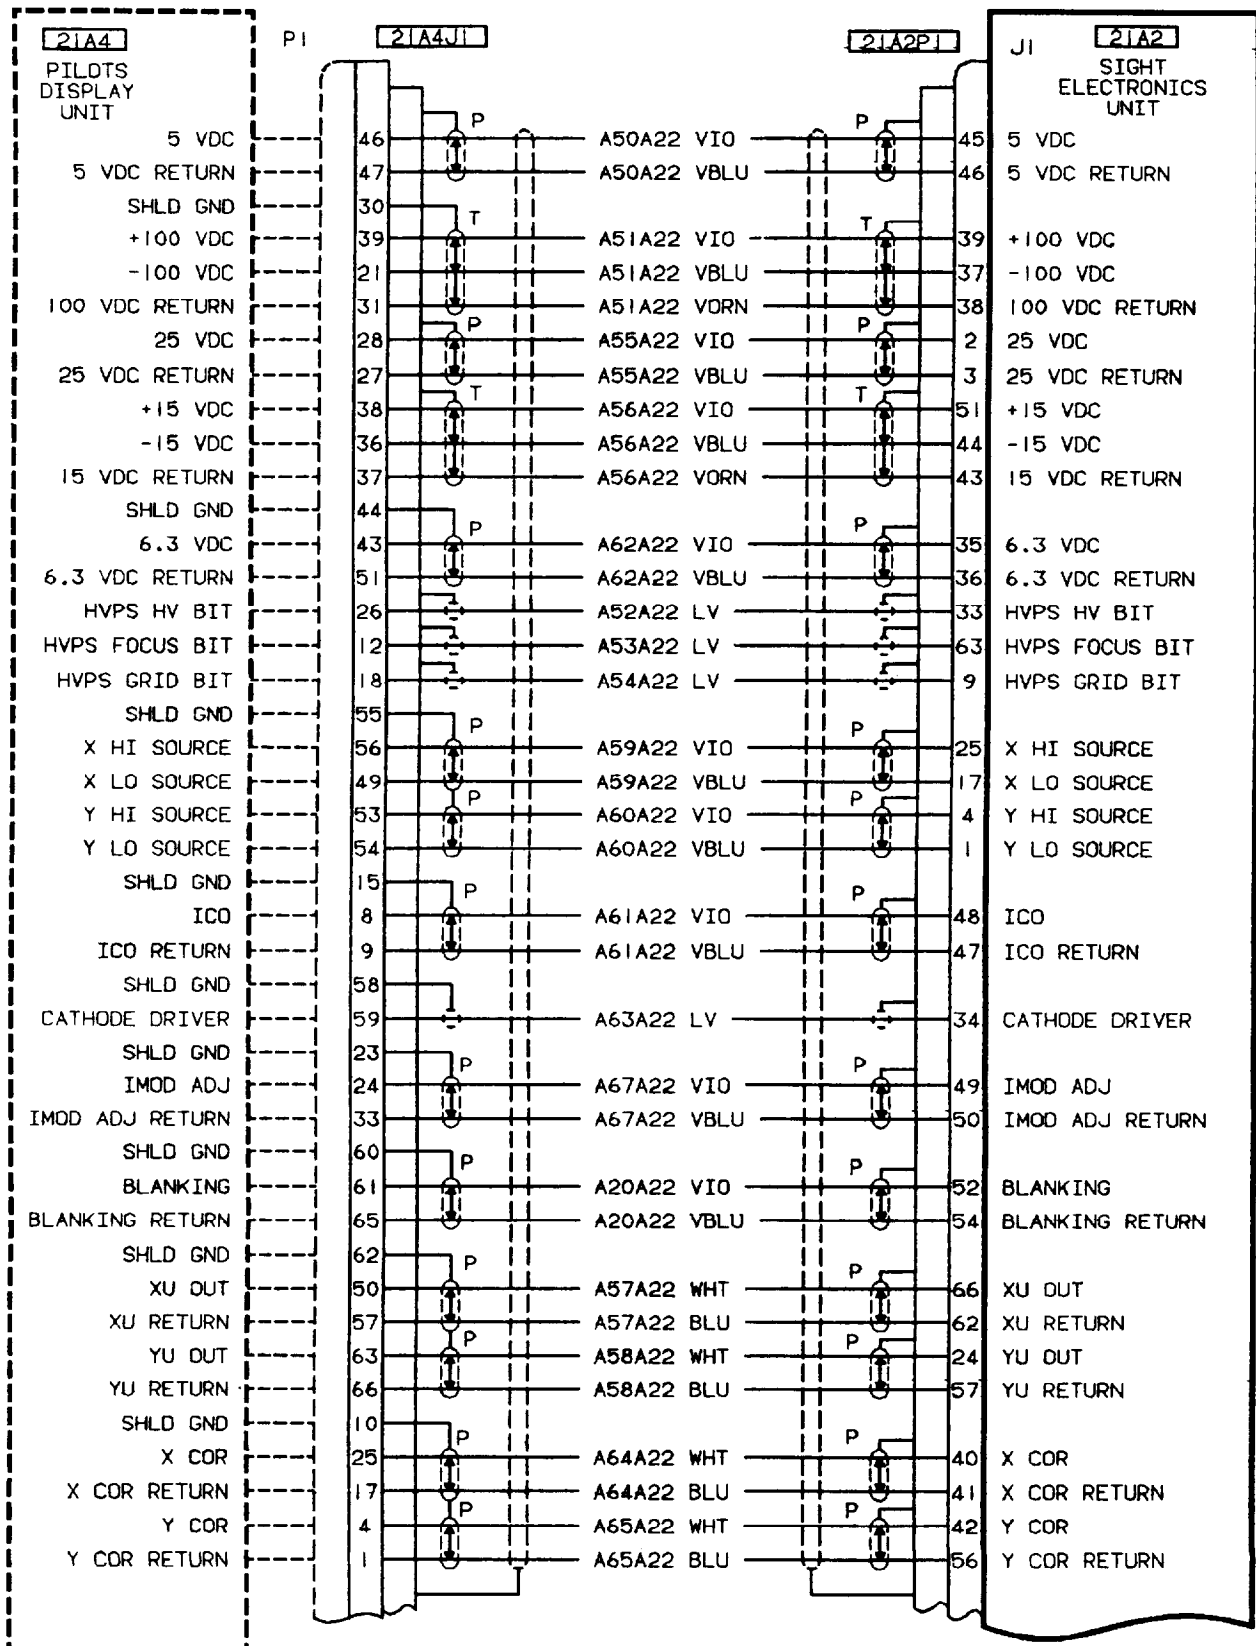 21A4 P1 21A4J1 21A2P1 J1 21A2
PILOTS DISPLAY UNIT SIGHT ELECTRONICS UNIT
P P
5 VDC 46 A50A22 VIO 45 5 VDC
5 VDC RETURN 47 A50A22 VBLU 46 5 VDC RETURN
SHLD GND 30 T T
+100 VDC 39 A51A22 VIO 39 +100 VDC
-100 VDC 21 A51A22 VBLU 37 -100 VDC
100 VDC RETURN 31 A51A22 VORN 38 100 VDC RETURN
P P
25 VDC 28 A55A22 VIO 2 25 VDC
25 VDC RETURN 27 A55A22 VBLU 3 25 VDC RETURN
T T
+15 VDC 38 A56A22 VIO 51 +15 VDC
-15 VDC 36 A56A22 VBLU 44 -15 VDC
15 VDC RETURN 37 A56A22 VORN 43 15 VDC RETURN
SHLD GND 44 P P
6.3 VDC 43 A62A22 VIO 35 6.3 VDC
6.3 VDC RETURN 51 A62A22 VBLU 36 6.3 VDC RETURN
HVPS HV BIT 26 A52A22 LV 33 HVPS HV BIT
HVPS FOCUS BIT 12 A53A22 LV 63 HVPS FOCUS BIT
HVPS GRID BIT 18 A54A22 LV 9 HVPS GRID BIT
SHLD GND 55 P P
X HI SOURCE 56 A59A22 VIO 25 X HI SOURCE
X LO SOURCE 49 A59A22 VBLU 17 X LO SOURCE
P P
Y HI SOURCE 53 A60A22 VIO 4 Y HI SOURCE
Y LO SOURCE 54 A60A22 VBLU 1 Y LO SOURCE
SHLD GND 15 P P
ICO 8 A61A22 VIO 48 ICO
ICO RETURN 9 A61A22 VBLU 47 ICO RETURN
SHLD GND 58
CATHODE DRIVER 59 A63A22 LV 34 CATHODE DRIVER
SHLD GND 23 P P
IMOD ADJ 24 A67A22 VIO 49 IMOD ADJ
IMOD ADJ RETURN 33 A67A22 VBLU 50 IMOD ADJ RETURN
SHLD GND 60 P P
BLANKING 61 A20A22 VIO 52 BLANKING
BLANKING RETURN 65 A20A22 VBLU 54 BLANKING RETURN
SHLD GND 62 P P
XU OUT 50 A57A22 WHT 66 XU OUT
XU RETURN 57 A57A22 BLU 62 XU RETURN
P P
YU OUT 63 A58A22 WHT 24 YU OUT
YU RETURN 66 A58A22 BLU 57 YU RETURN
SHLD GND 10 P P
X COR 25 A64A22 WHT 40 X COR
X COR RETURN 17 A64A22 BLU 41 X COR RETURN
P P
Y COR 4 A65A22 WHT 42 Y COR
Y COR RETURN 1 A65A22 BLU 56 Y COR RETURN